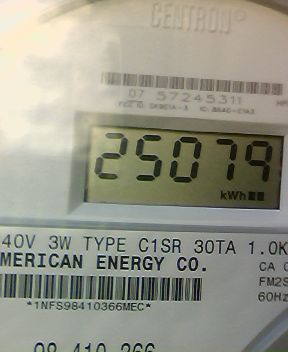 CENTRON®
07 57245311
25079
kWh
40V 3W TYPE C1SR 30TA 1.0K
MERICAN ENERGY CO.
CA
FM2S
60Hz
*1NFS98410366MEC*
98 410 366